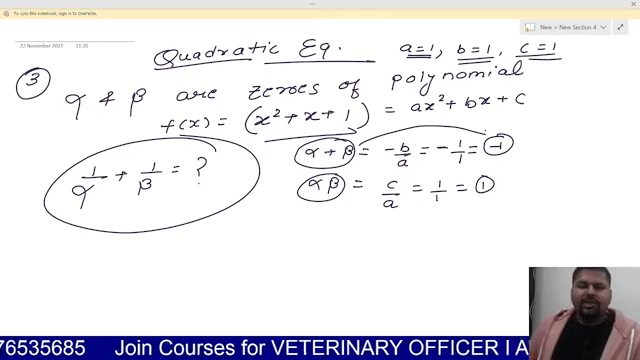 To sync this notebook, sign in to OneNote.
New > New Section 4
22 November 2021 11:35
Quadratic Eq. a=1, b=1, c=1
③ α & β are zeroes of polynomial
f(x) = (x² + x + 1) = ax² + bx + c
1/α + 1/β = ?
α + β = -b/a = -1/1 = -1
αβ = c/a = 1/1 = 1
76535685 Join Courses for VETERINARY OFFICER I A